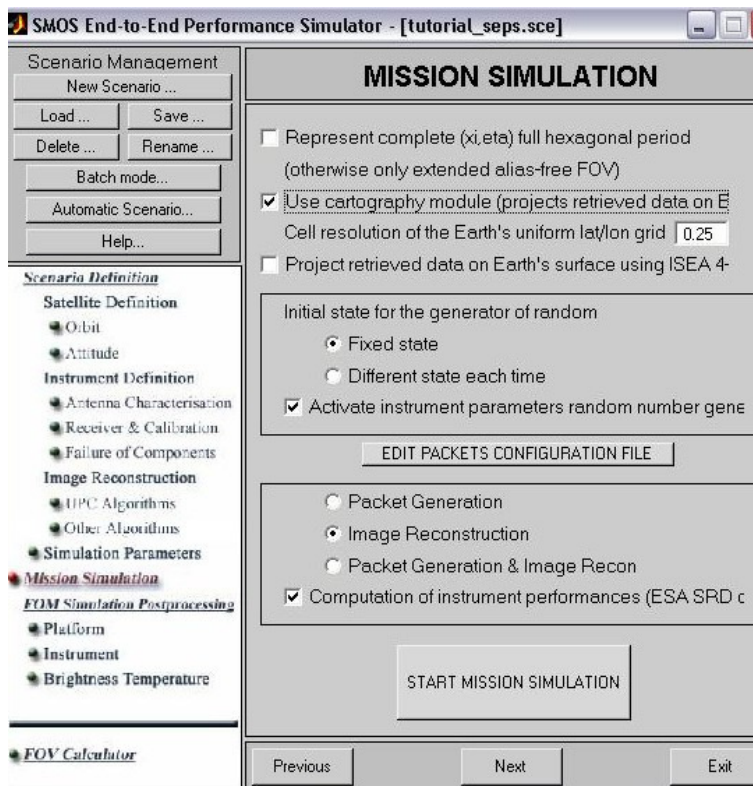 SMOS End-to-End Performance Simulator - [tutorial_seps.sce]
Scenario Management
New Scenario ...
Load ...
Save ...
Delete ...
Rename ...
Batch mode...
Automatic Scenario...
Help...
Scenario Definition
Satellite Definition
Orbit
Attitude
Instrument Definition
Antenna Characterisation
Receiver & Calibration
Failure of Components
Image Reconstruction
UPC Algorithms
Other Algorithms
Simulation Parameters
Mission Simulation
FOM Simulation Postprocessing
Platform
Instrument
Brightness Temperature
FOV Calculator
MISSION SIMULATION
Represent complete (xi,eta) full hexagonal period
(otherwise only extended alias-free FOV)
Use cartography module (projects retrieved data on E
Cell resolution of the Earth's uniform lat/lon grid 0.25
Project retrieved data on Earth's surface using ISEA 4-
Initial state for the generator of random
Fixed state
Different state each time
Activate instrument parameters random number gene
EDIT PACKETS CONFIGURATION FILE
Packet Generation
Image Reconstruction
Packet Generation & Image Recon
Computation of instrument performances (ESA SRD c
START MISSION SIMULATION
Previous
Next
Exit